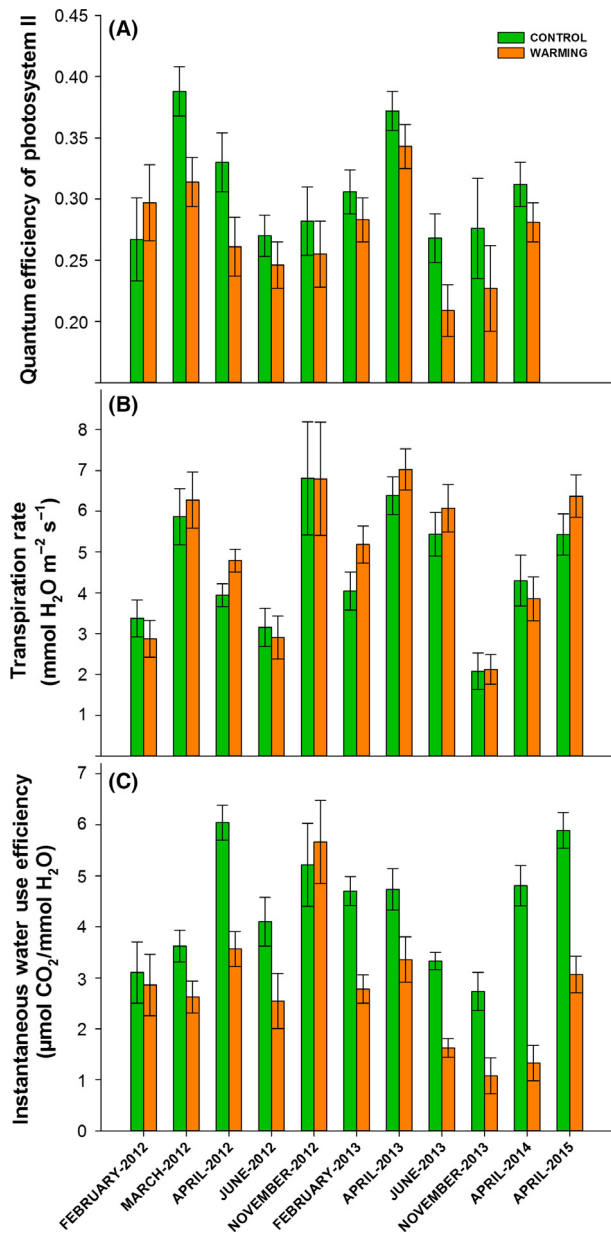 (A)
CONTROL
WARMING
Quantum efficiency of photosystem II
0.45
0.40
0.35
0.30
0.25
0.20
(B)
Transpiration rate
(mmol H₂O m⁻² s⁻¹)
8
7
6
5
4
3
2
1
(C)
Instantaneous water use efficiency
(μmol CO₂/mmol H₂O)
7
6
5
4
3
2
1
0
FEBRUARY-2012
MARCH-2012
APRIL-2012
JUNE-2012
NOVEMBER-2012
FEBRUARY-2013
APRIL-2013
JUNE-2013
NOVEMBER-2013
APRIL-2014
APRIL-2015